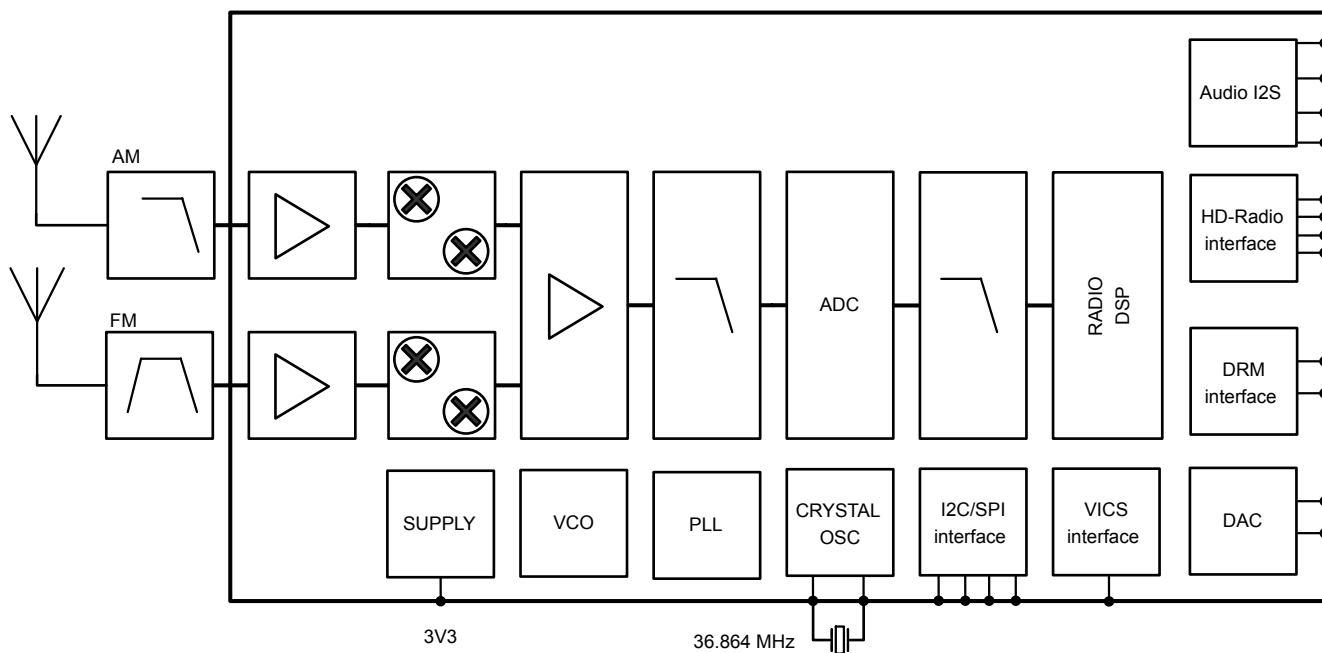 Audio I2S
AM
HD-Radio
interface
FM
ADC
RADIO
DSP
DRM
interface
SUPPLY
VCO
PLL
CRYSTAL
OSC
I2C/SPI
interface
VICS
interface
DAC
3V3
36.864 MHz